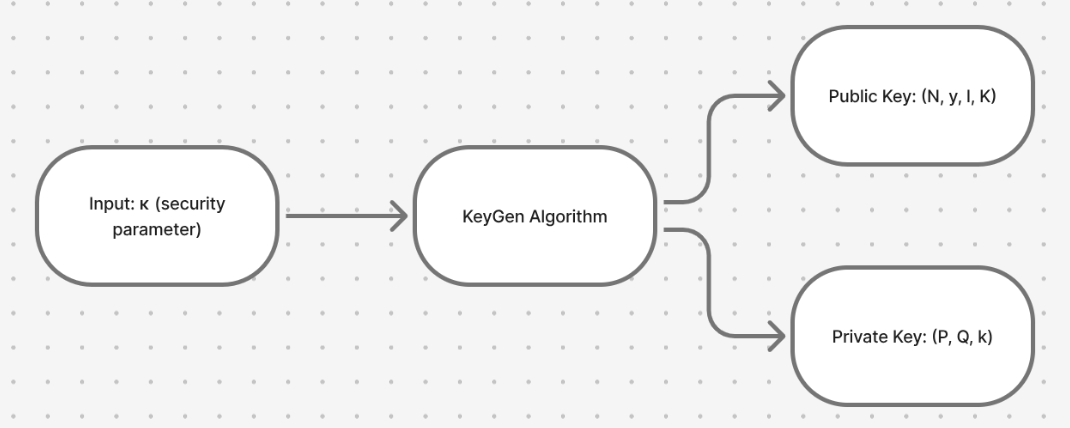 Input: κ (security
parameter)
KeyGen Algorithm
Public Key: (N, y, l, K)
Private Key: (P, Q, k)